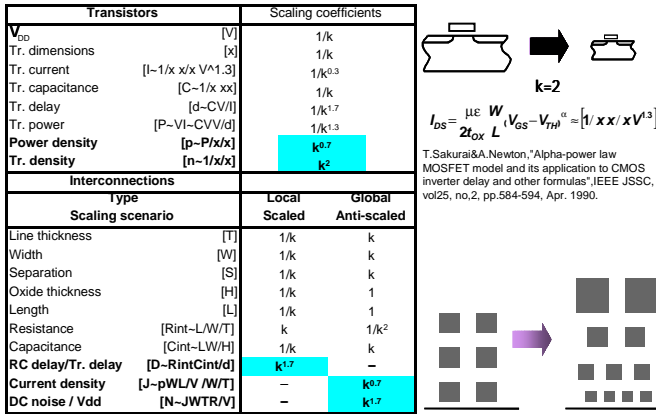 Transistors Scaling coefficients
VDD [V] 1/k
Tr. dimensions [x] 1/k
Tr. current [I~1/x x/x V^1.3] 1/k^0.3
Tr. capacitance [C~1/x xx] 1/k
Tr. delay [d~CV/I] 1/k^1.7
Tr. power [P~VI~CVV/d] 1/k^1.3
Power density [p~P/x/x] k^0.7
Tr. density [n~1/x/x] k^2
Interconnections
Type Local Global
Scaling scenario Scaled Anti-scaled
Line thickness [T] 1/k k
Width [W] 1/k k
Separation [S] 1/k k
Oxide thickness [H] 1/k 1
Length [L] 1/k 1
Resistance [Rint~L/W/T] k 1/k^2
Capacitance [Cint~LW/H] 1/k k
RC delay/Tr. delay [D~RintCint/d] k^1.7 –
Current density [J~pWL/V /W/T] – k^0.7
DC noise / Vdd [N~JWTR/V] – k^1.7
k=2
I_DS = με/2t_OX W/L (V_GS – V_TH)^α ≈ [1/ x x/ x V^1.3]
T.Sakurai&A.Newton,"Alpha-power law
MOSFET model and its application to CMOS
inverter delay and other formulas",IEEE JSSC,
vol25, no,2, pp.584-594, Apr. 1990.